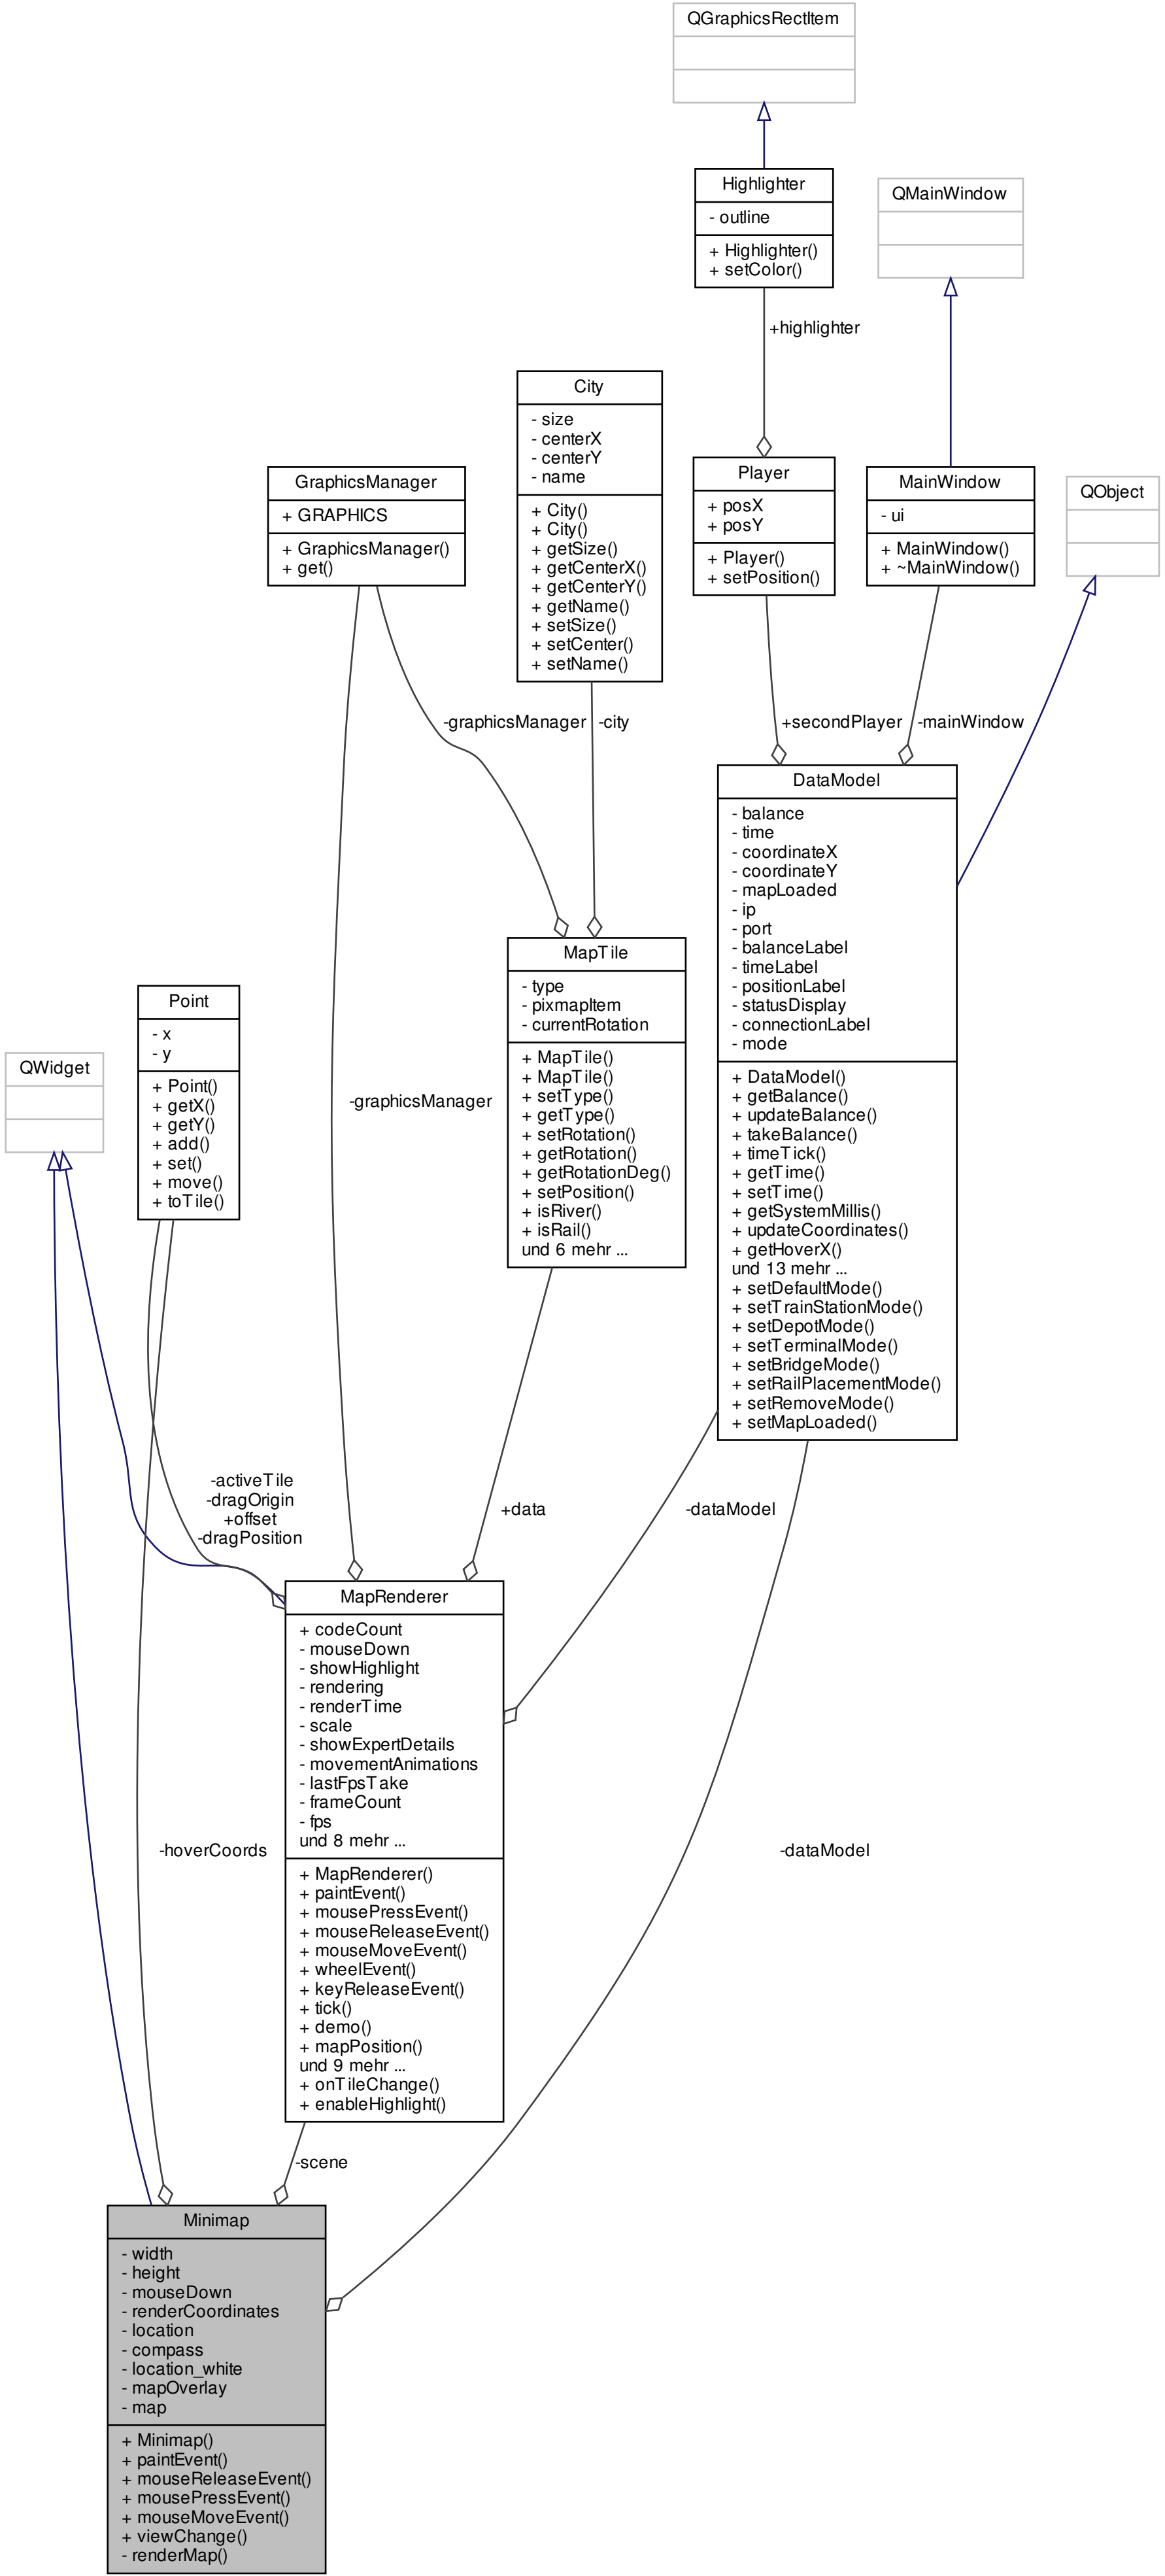 QGraphicsRectItem
Highlighter
- outline
+ Highlighter()
+ setColor()
QMainWindow
+highlighter
City
- size
- centerX
- centerY
- name
+ City()
+ City()
+ getSize()
+ getCenterX()
+ getCenterY()
+ getName()
+ setSize()
+ setCenter()
+ setName()
GraphicsManager
+ GRAPHICS
+ GraphicsManager()
+ get()
Player
+ posX
+ posY
+ Player()
+ setPosition()
MainWindow
- ui
+ MainWindow()
+ ~MainWindow()
QObject
-graphicsManager
-city
+secondPlayer
-mainWindow
DataModel
- balance
- time
- coordinateX
- coordinateY
- mapLoaded
- ip
- port
- balanceLabel
- timeLabel
- positionLabel
- statusDisplay
- connectionLabel
- mode
+ DataModel()
+ getBalance()
+ updateBalance()
+ takeBalance()
+ timeTick()
+ getTime()
+ setTime()
+ getSystemMillis()
+ updateCoordinates()
+ getHoverX()
und 13 mehr ...
+ setDefaultMode()
+ setTrainStationMode()
+ setDepotMode()
+ setTerminalMode()
+ setBridgeMode()
+ setRailPlacementMode()
+ setRemoveMode()
+ setMapLoaded()
MapTile
- type
- pixmapItem
- currentRotation
+ MapTile()
+ MapTile()
+ setType()
+ getType()
+ setRotation()
+ getRotation()
+ getRotationDeg()
+ setPosition()
+ isRiver()
+ isRail()
und 6 mehr ...
Point
- x
- y
+ Point()
+ getX()
+ getY()
+ add()
+ set()
+ move()
+ toTile()
QWidget
-graphicsManager
-activeTile
-dragOrigin
+offset
-dragPosition
+data
-dataModel
MapRenderer
+ codeCount
- mouseDown
- showHighlight
- rendering
- renderTime
- scale
- showExpertDetails
- movementAnimations
- lastFpsTake
- frameCount
- fps
und 8 mehr ...
+ MapRenderer()
+ paintEvent()
+ mousePressEvent()
+ mouseReleaseEvent()
+ mouseMoveEvent()
+ wheelEvent()
+ keyReleaseEvent()
+ tick()
+ demo()
+ mapPosition()
und 9 mehr ...
+ onTileChange()
+ enableHighlight()
-hoverCoords
-dataModel
-scene
Minimap
- width
- height
- mouseDown
- renderCoordinates
- location
- compass
- location_white
- mapOverlay
- map
+ Minimap()
+ paintEvent()
+ mouseReleaseEvent()
+ mousePressEvent()
+ mouseMoveEvent()
+ viewChange()
- renderMap()